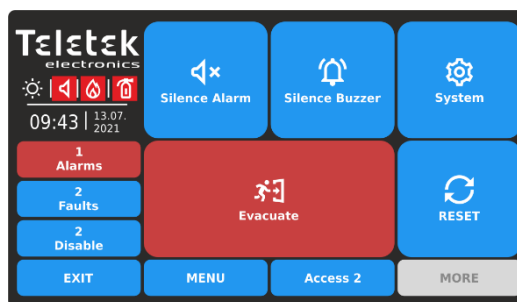 Teletek
electronics
09:43
13.07.
2021
1
Alarms
2
Faults
2
Disable
EXIT
Silence Alarm
Silence Buzzer
System
Evacuate
RESET
MENU
Access 2
MORE